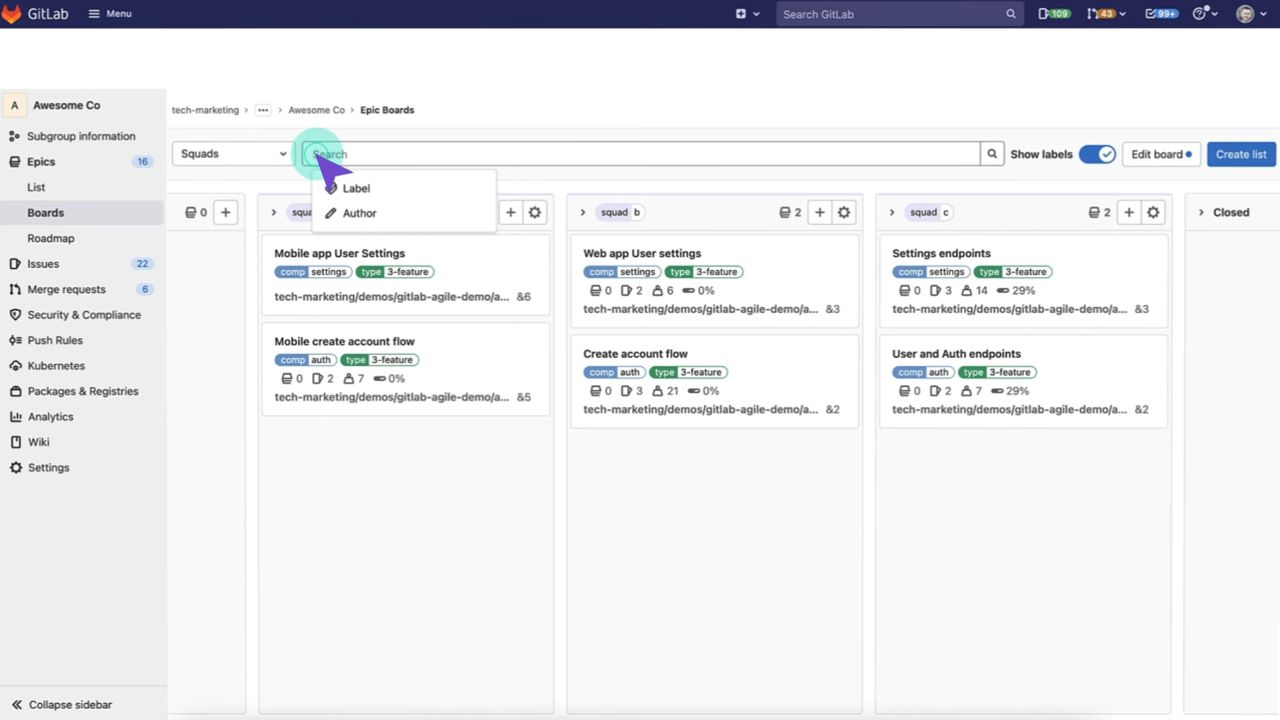 GitLab Menu Search GitLab 109 43 99+
A Awesome Co
tech-marketing > ••• > Awesome Co > Epic Boards
Subgroup information
Epics 16
List
Boards
Roadmap
Issues 22
Merge requests 6
Security & Compliance
Push Rules
Kubernetes
Packages & Registries
Analytics
Wiki
Settings
Collapse sidebar
Squads Search Show labels Edit board Create list
Label
Author
0
squa
squad b 2
squad c 2
Closed
Mobile app User Settings
comp settings type 3-feature
tech-marketing/demos/gitlab-agile-demo/a... &6
Mobile create account flow
comp auth type 3-feature
0 2 7 0%
tech-marketing/demos/gitlab-agile-demo/a... &5
Web app User settings
comp settings type 3-feature
0 2 6 0%
tech-marketing/demos/gitlab-agile-demo/a... &3
Create account flow
comp auth type 3-feature
0 3 21 0%
tech-marketing/demos/gitlab-agile-demo/a... &2
Settings endpoints
comp settings type 3-feature
0 3 14 29%
tech-marketing/demos/gitlab-agile-demo/a... &3
User and Auth endpoints
comp auth type 3-feature
0 2 7 29%
tech-marketing/demos/gitlab-agile-demo/a... &2